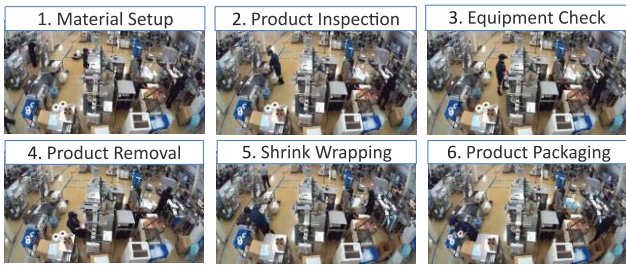 1. Material Setup
2. Product Inspection
3. Equipment Check
4. Product Removal
5. Shrink Wrapping
6. Product Packaging